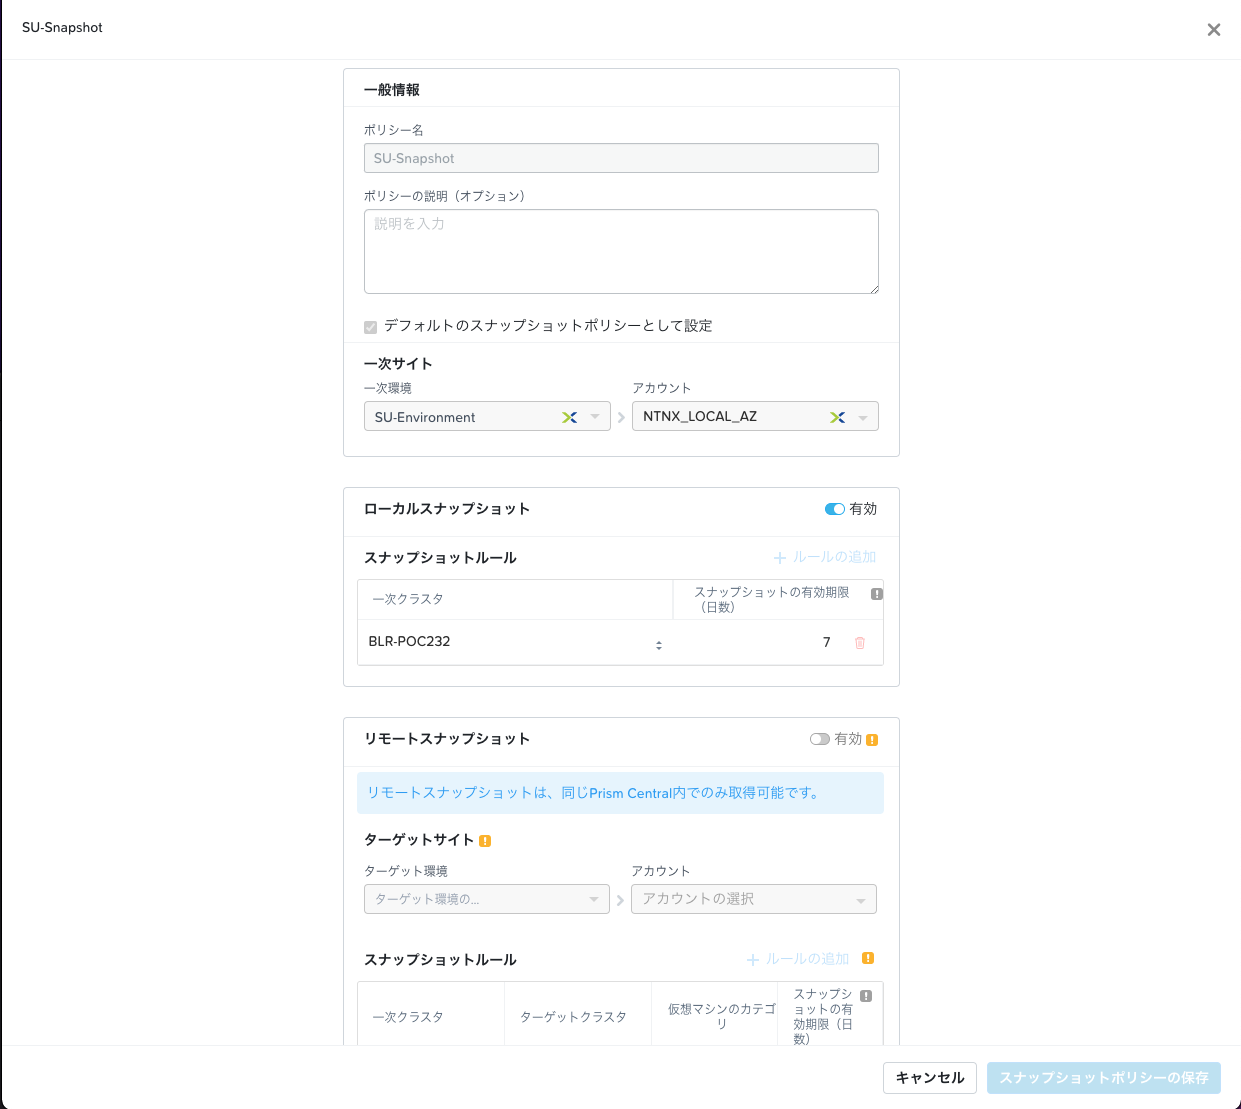 SU-Snapshot
一般情報
ポリシー名
SU-Snapshot
ポリシーの説明（オプション）
説明を入力
デフォルトのスナップショットポリシーとして設定
一次サイト
一次環境
アカウント
SU-Environment
NTNX_LOCAL_AZ
ローカルスナップショット
有効
スナップショットルール
ルールの追加
一次クラスタ
スナップショットの有効期限
（日数）
BLR-POC232
7
リモートスナップショット
有効
リモートスナップショットは、同じPrism Central内でのみ取得可能です。
ターゲットサイト
ターゲット環境
アカウント
ターゲット環境の...
アカウントの選択
スナップショットルール
ルールの追加
一次クラスタ
ターゲットクラスタ
仮想マシンのカテゴ
リ
スナップシ
ョットの有
効期限（日
数）
キャンセル
スナップショットポリシーの保存